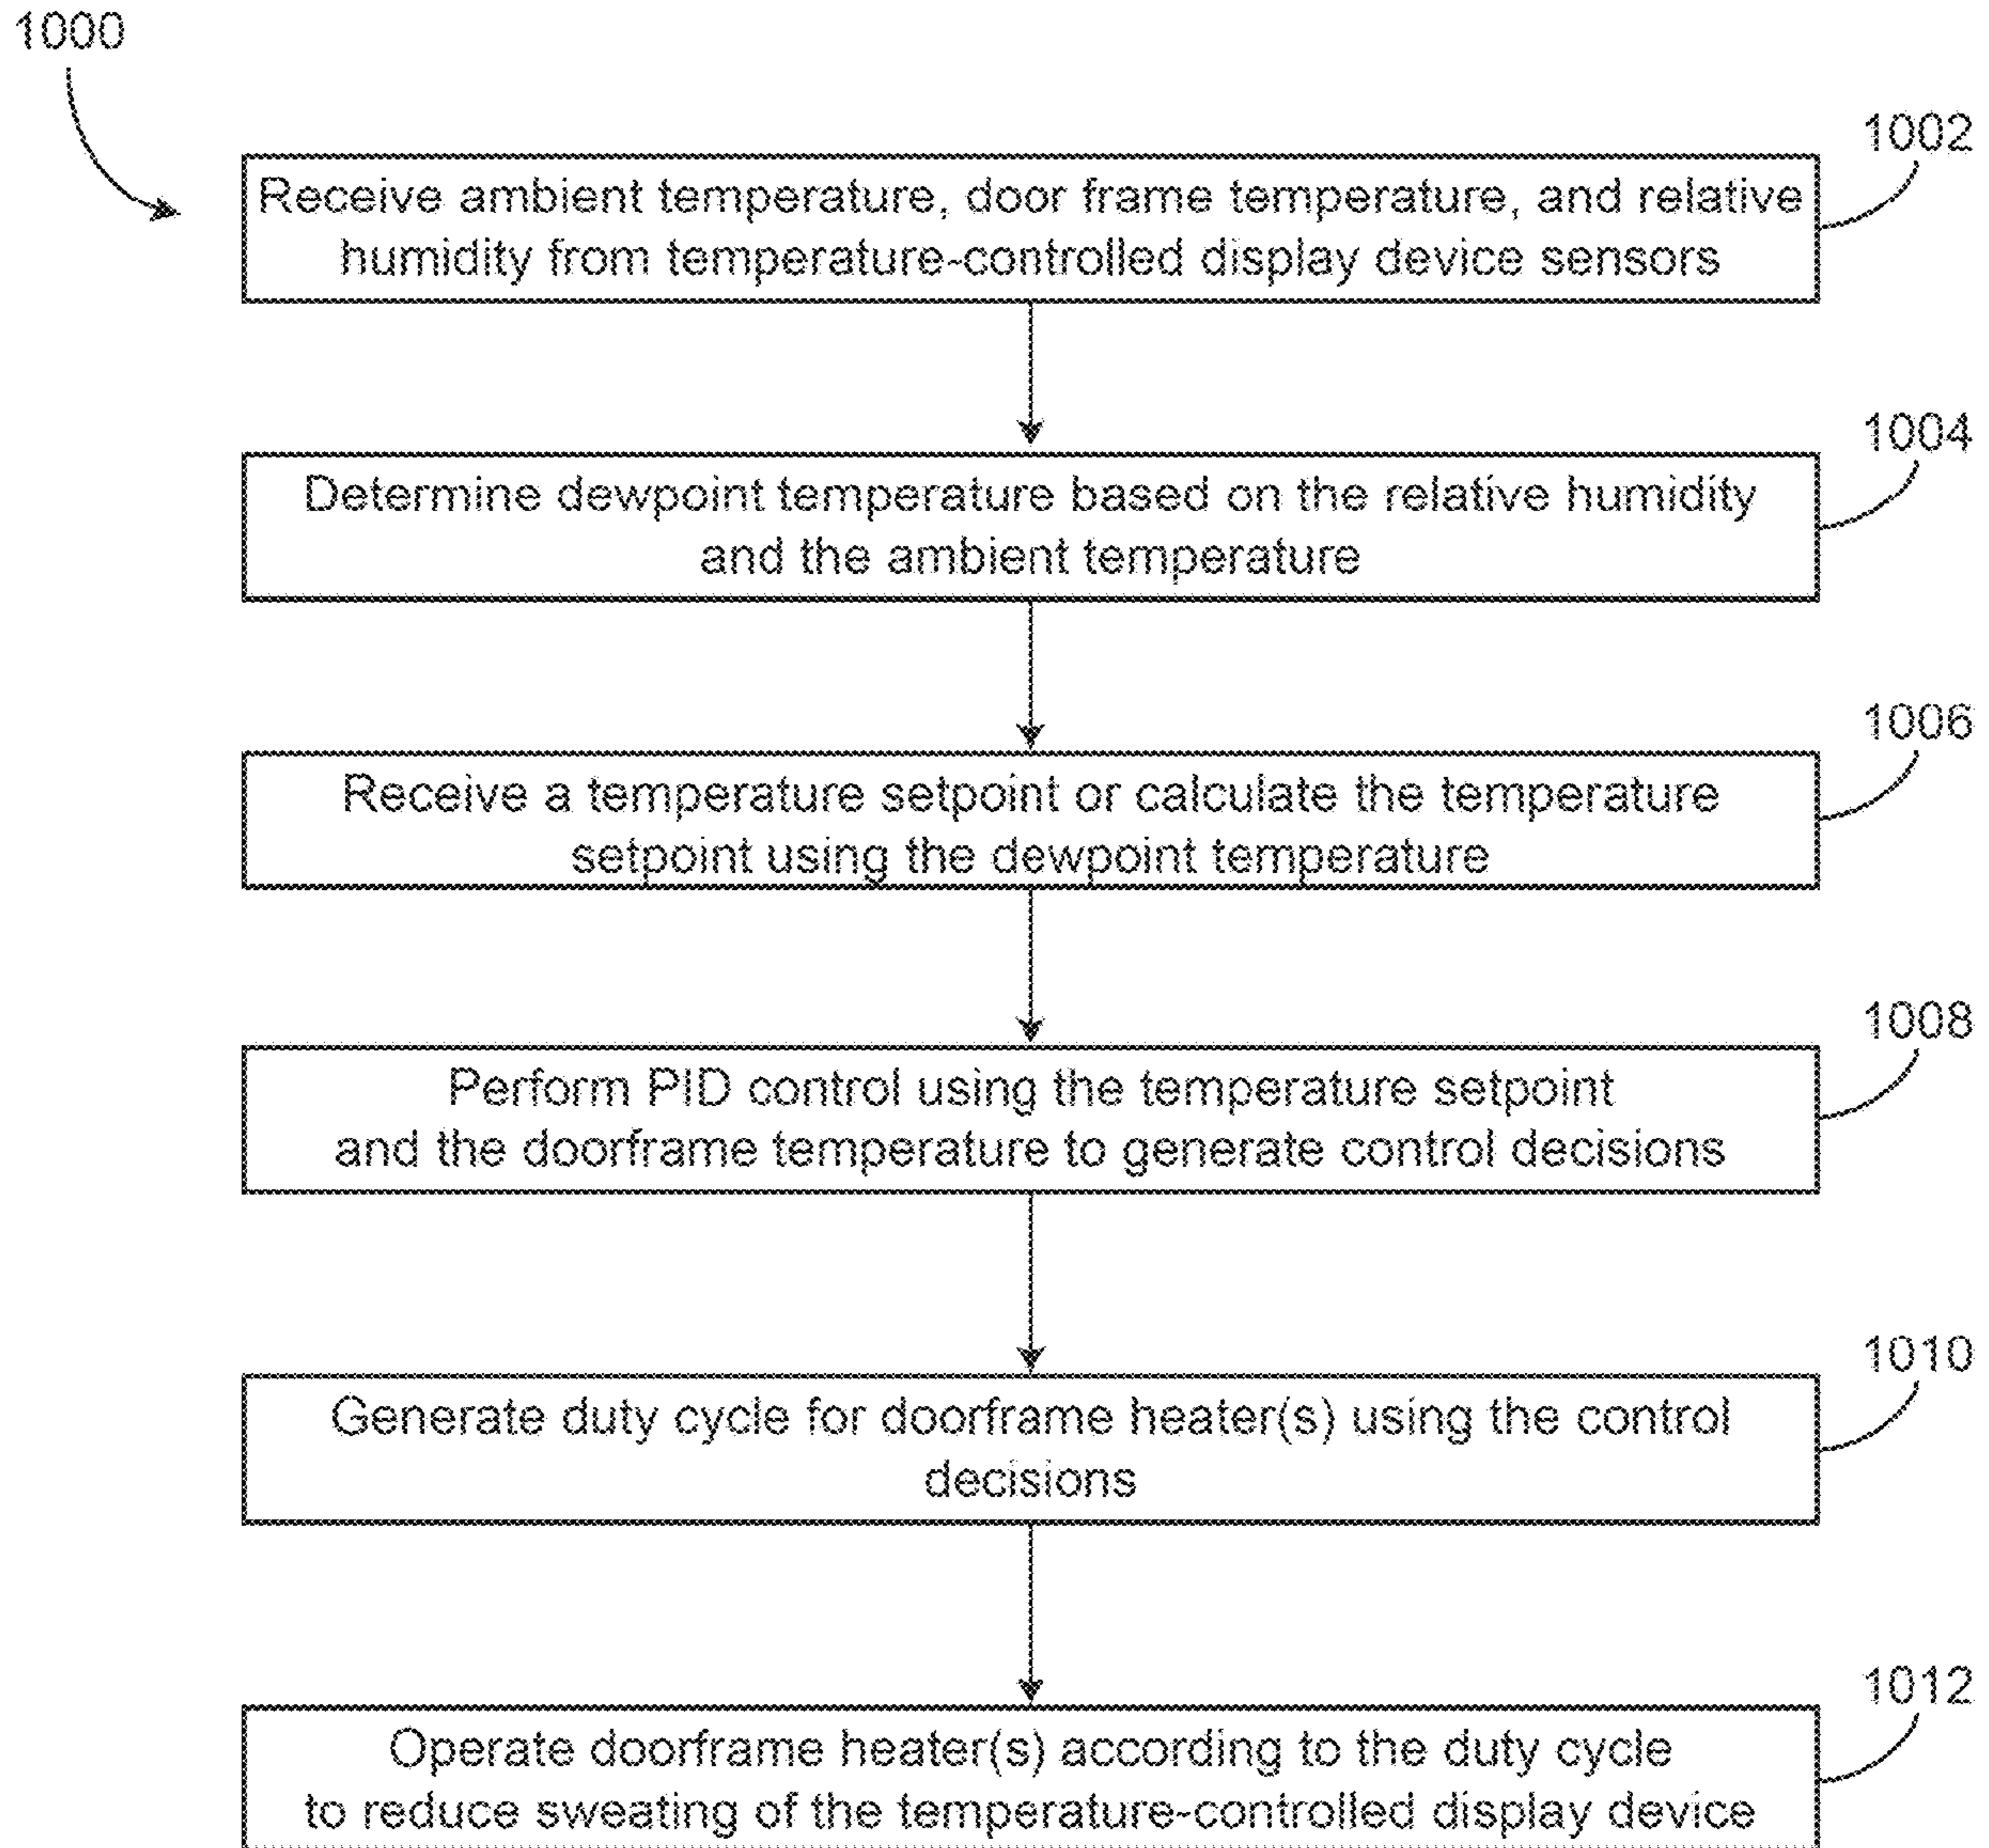 1000
1002
Receive ambient temperature, door frame temperature, and relative
humidity from temperature-controlled display device sensors
1004
Determine dewpoint temperature based on the relative humidity
and the ambient temperature
1006
Receive a temperature setpoint or calculate the temperature
setpoint using the dewpoint temperature
1008
Perform PID control using the temperature setpoint
and the doorframe temperature to generate control decisions
1010
Generate duty cycle for doorframe heater(s) using the control
decisions
1012
Operate doorframe heater(s) according to the duty cycle
to reduce sweating of the temperature-controlled display device